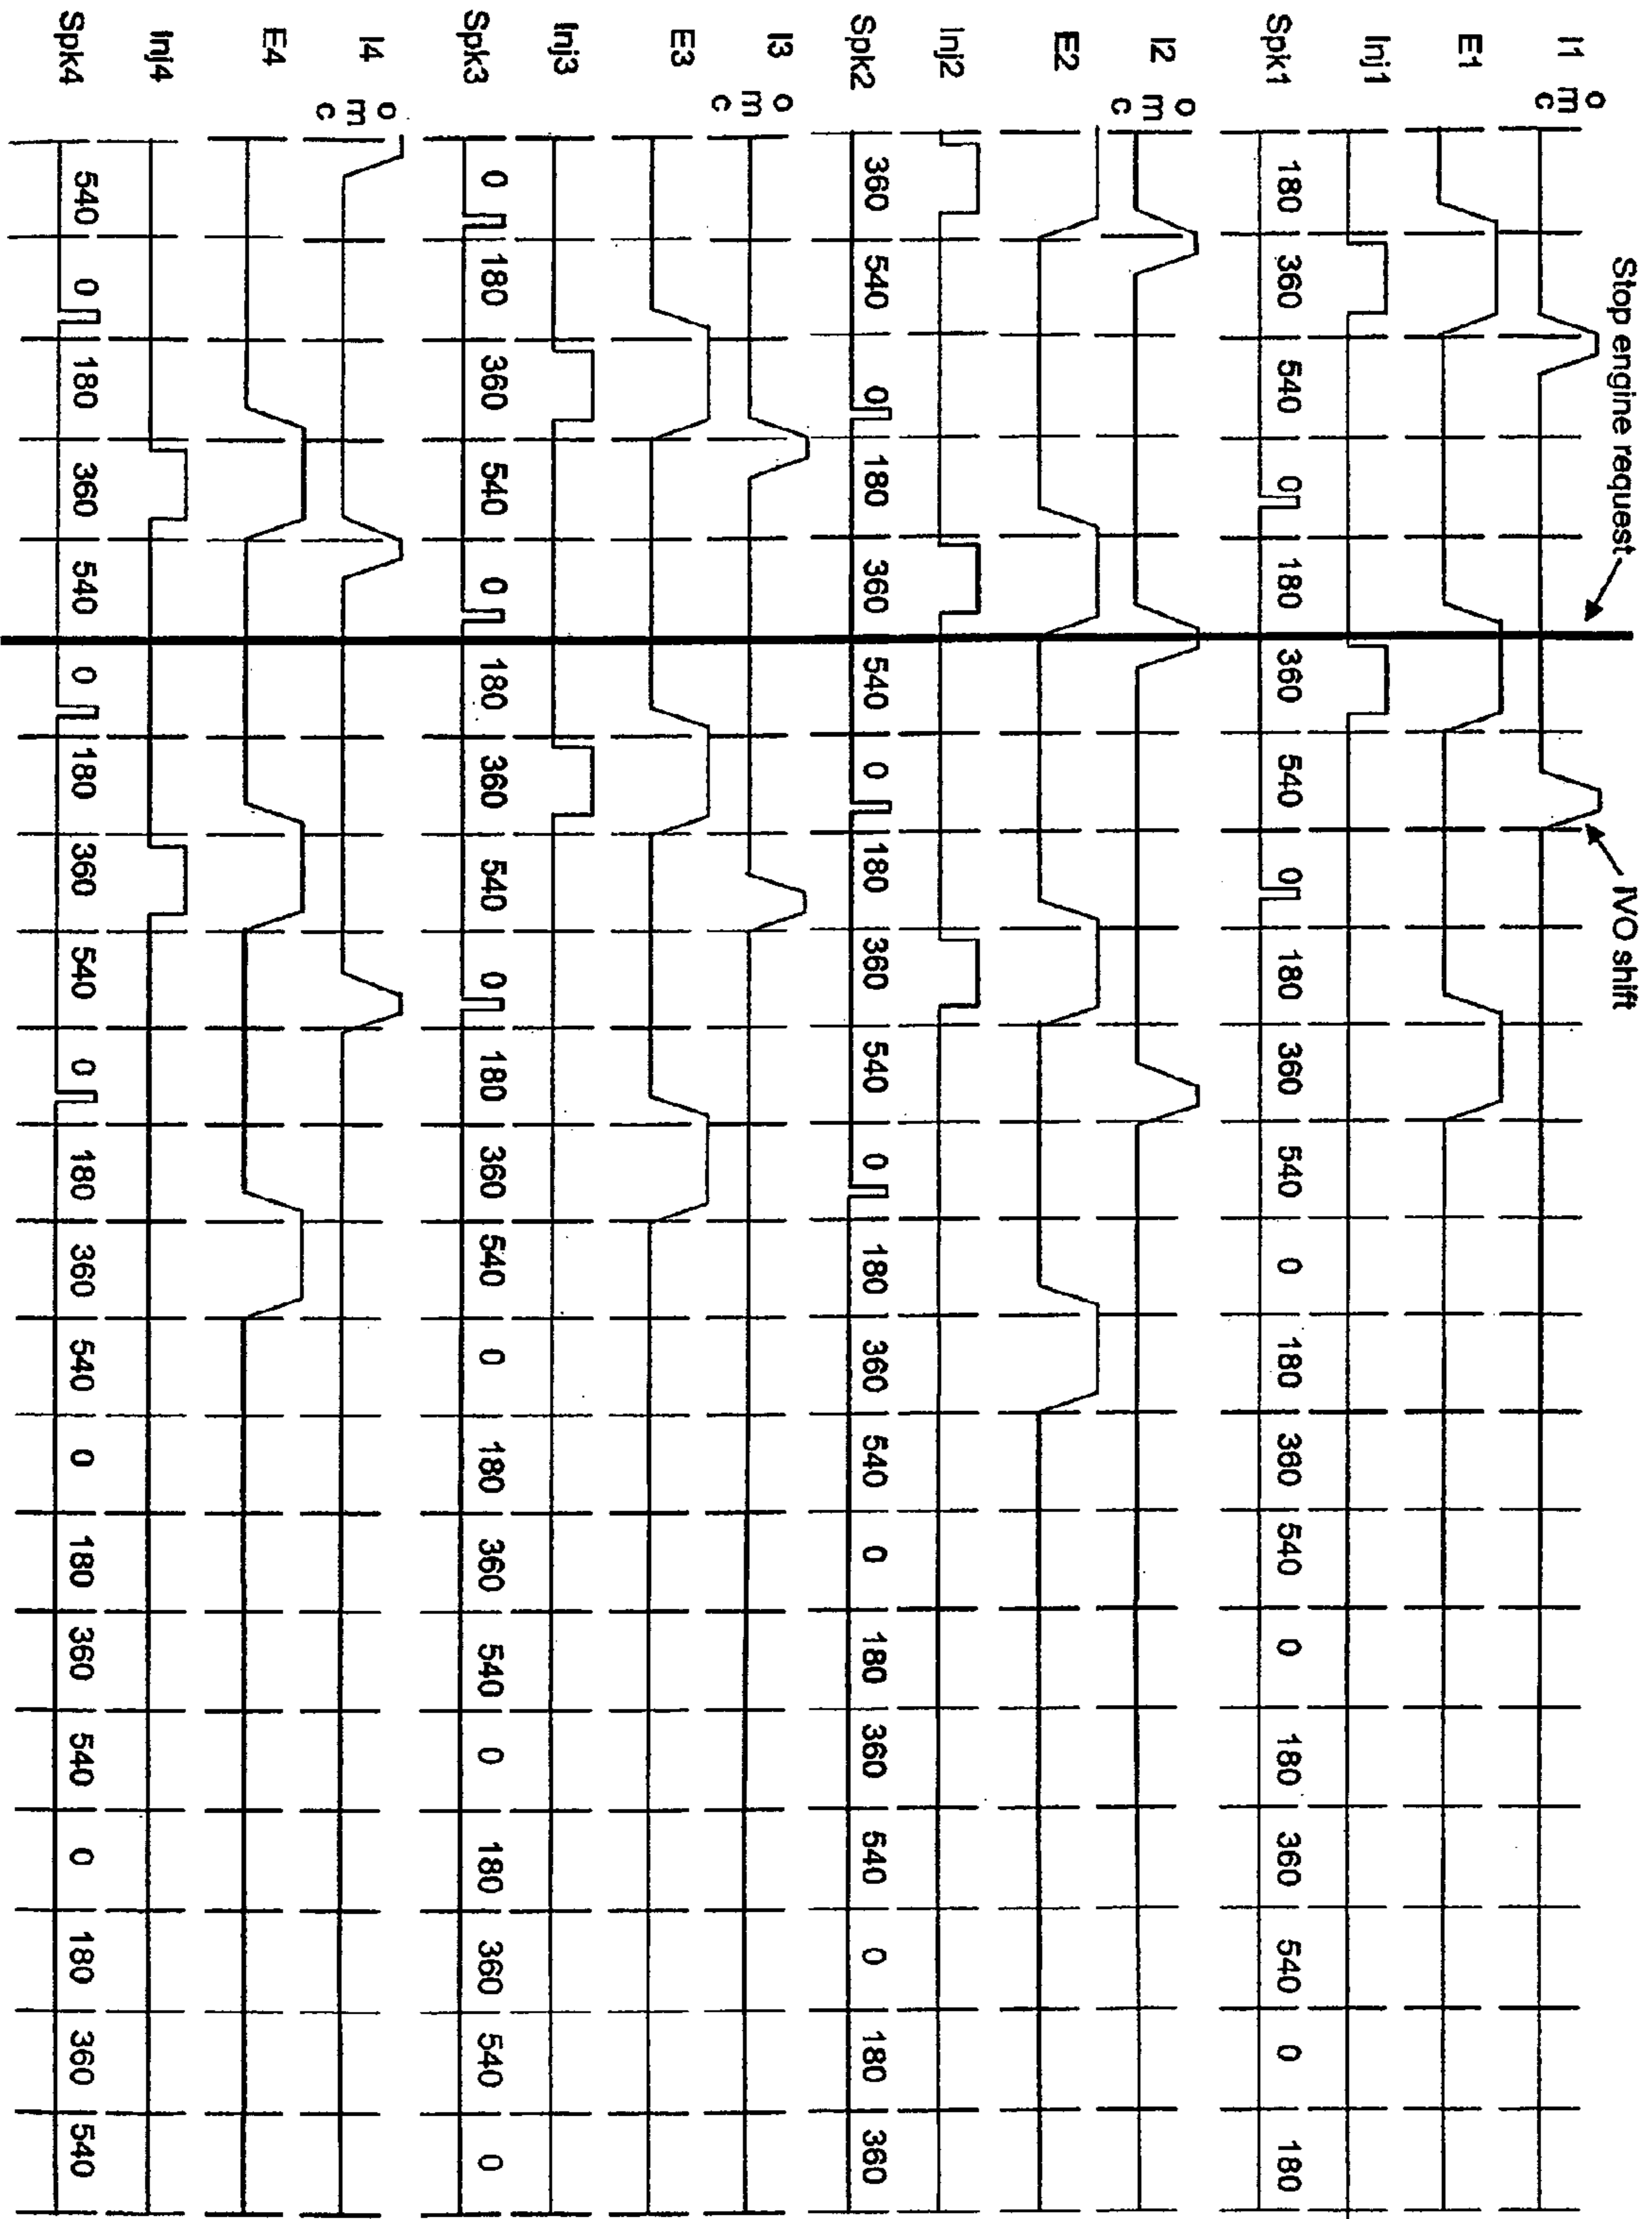 Stop engine request
IVO shift
I1
o
m
c
E1
Inj1
180 360 540 0 180 360 540 0 180 360 540 0 180 360 540 0 180 360 540 0 180
Spk1
I2
o
m
c
E2
Inj2
360 540 0 180 360 540 0 180 360 540 0 180 360 540 0 180 360 540 0 180 360
Spk2
I3
o
m
c
E3
Inj3
0 180 360 540 0 180 360 540 0 180 360 540 0 180 360 540 0 180 360 540 0
Spk3
I4
o
m
c
E4
Inj4
540 0 180 360 540 0 180 360 540 0 180 360 540 0 180 360 540 0 180 360 540
Spk4